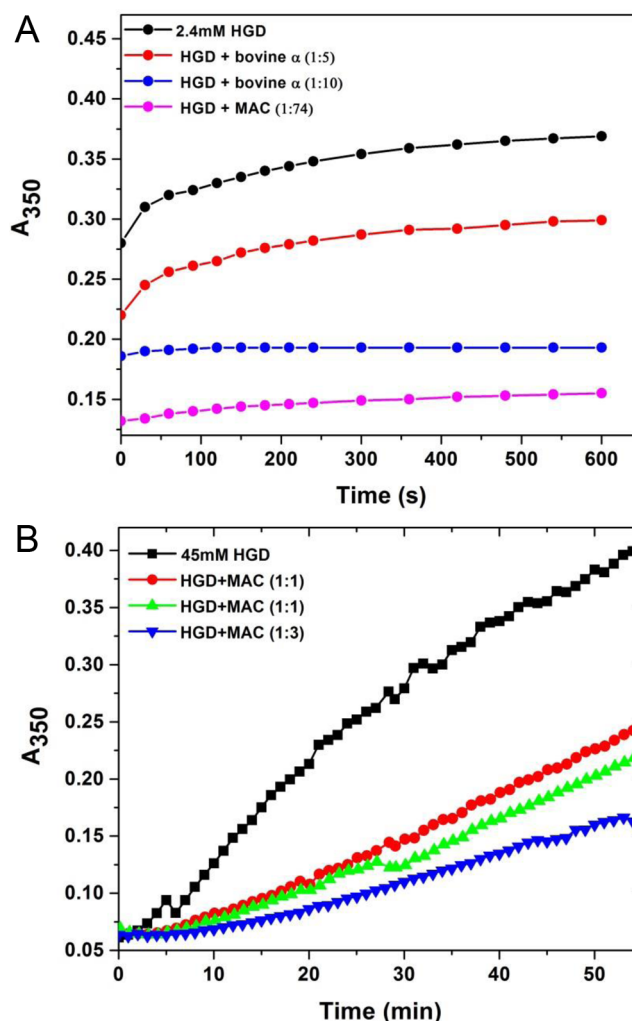 A
2.4mM HGD
HGD + bovine α (1:5)
HGD + bovine α (1:10)
HGD + MAC (1:74)
A350
0.45
0.40
0.35
0.30
0.25
0.20
0.15
0 100 200 300 400 500 600
Time (s)
B
45mM HGD
HGD+MAC (1:1)
HGD+MAC (1:1)
HGD+MAC (1:3)
A350
0.40
0.35
0.30
0.25
0.20
0.15
0.10
0.05
0 10 20 30 40 50
Time (min)